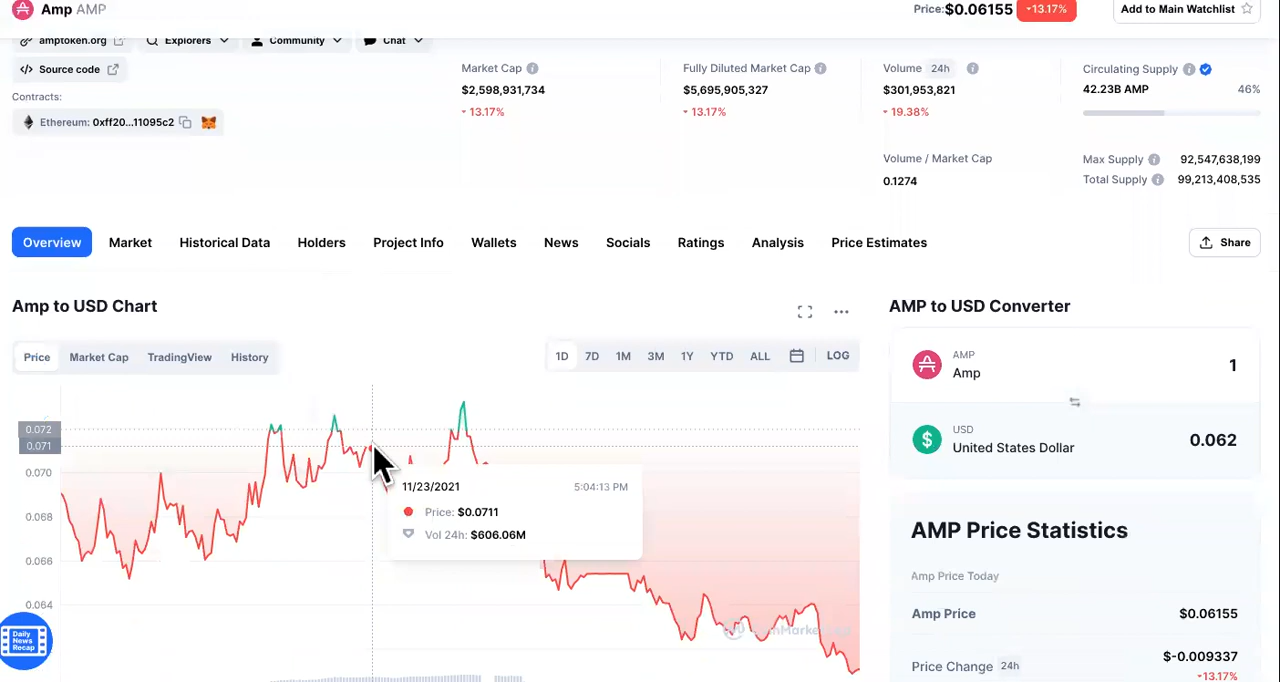 Amp AMP
Price:$0.06155 13.17%
Add to Main Watchlist
amptoken.org Explorers Community Chat
Source code
Contracts:
Ethereum: 0xff20...11095c2
Market Cap
$2,598,931,734
13.17%
Fully Diluted Market Cap
$5,695,905,327
13.17%
Volume 24h
$301,953,821
19.38%
Volume / Market Cap
0.1274
Circulating Supply
42.23B AMP 46%
Max Supply 92,547,638,199
Total Supply 99,213,408,535
Overview Market Historical Data Holders Project Info Wallets News Socials Ratings Analysis Price Estimates
Share
Amp to USD Chart
Price Market Cap TradingView History
1D 7D 1M 3M 1Y YTD ALL LOG
0.072
0.071
0.070
0.068
0.066
0.064
11/23/2021 5:04:13 PM
Price: $0.0711
Vol 24h: $606.06M
Daily
News
Recap
AMP to USD Converter
AMP
Amp 1
USD
United States Dollar 0.062
AMP Price Statistics
Amp Price Today
Amp Price $0.06155
Price Change 24h $-0.009337
13.17%